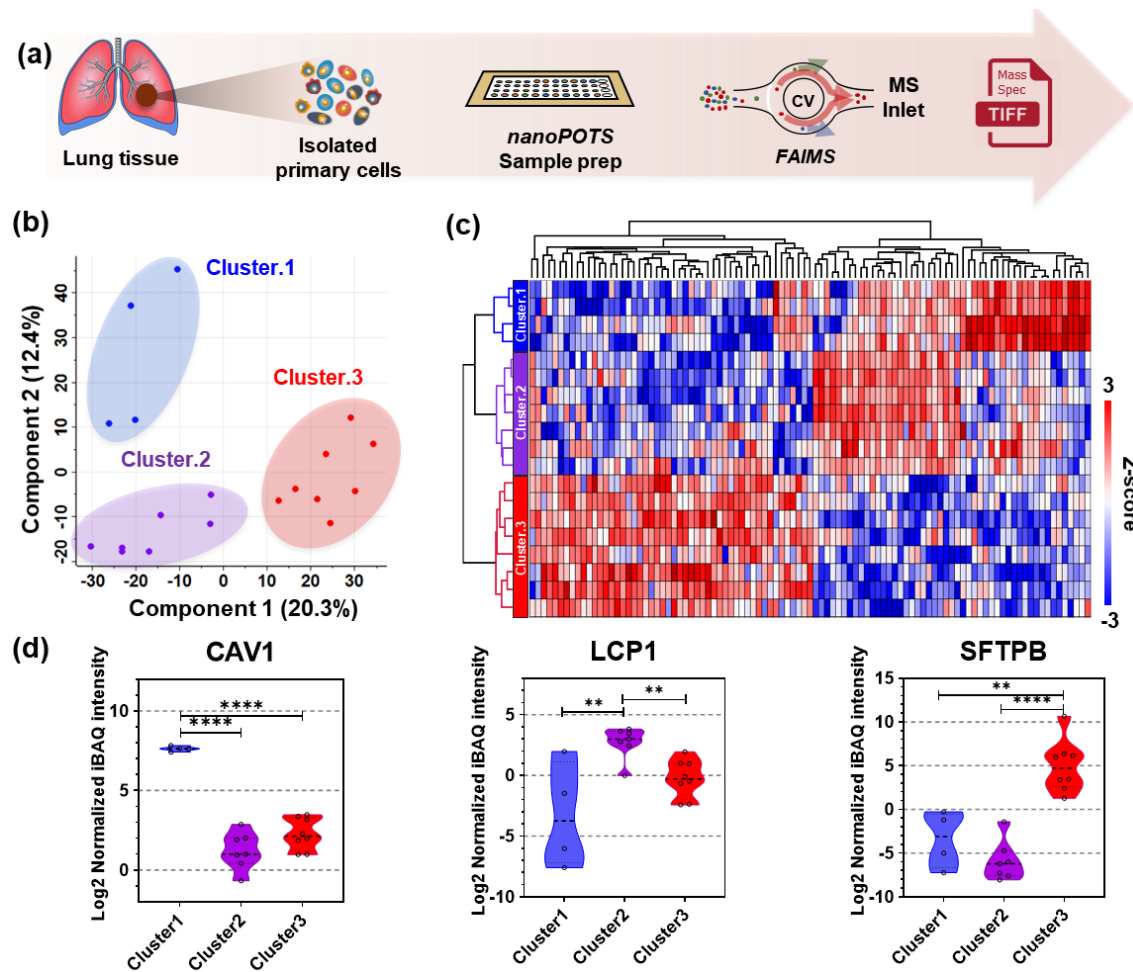 (a)
Lung tissue
Isolated
primary cells
nanoPOTS
Sample prep
CV
FAIMS
MS
Inlet
Mass
Spec
TIFF
(b)
Cluster.1
Cluster.3
Cluster.2
Component 2 (12.4%)
40
30
20
10
0
-10
-20
-30 -20 -10 0 10 20 30
Component 1 (20.3%)
(c)
Cluster.1
Cluster.2
Cluster.3
3
Z-score
-3
(d)
CAV1
Log2 Normalized iBAQ intensity
10
5
0
****
****
Cluster1
Cluster2
Cluster3
LCP1
Log2 Normalized iBAQ intensity
5
0
-5
-10
**
**
Cluster1
Cluster2
Cluster3
SFTPB
Log2 Normalized iBAQ intensity
15
10
5
0
-5
-10
**
****
Cluster1
Cluster2
Cluster3